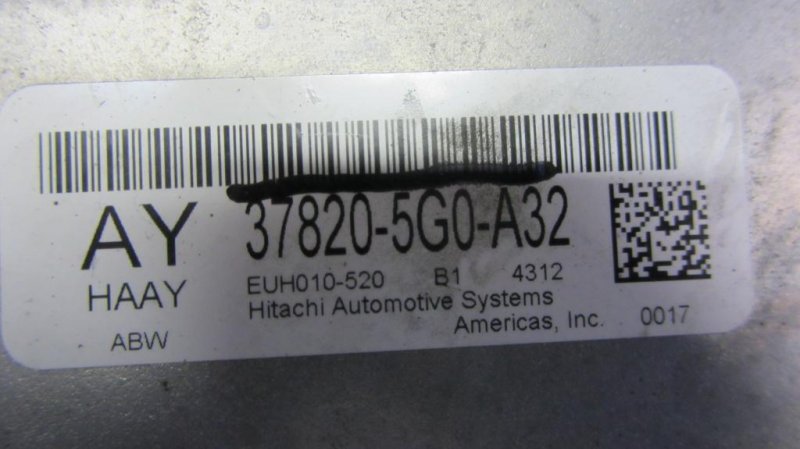 AY 37820-5G0-A32
HAAY EUH010-520 B1 4312
Hitachi Automotive Systems
ABW Americas, Inc. 0017